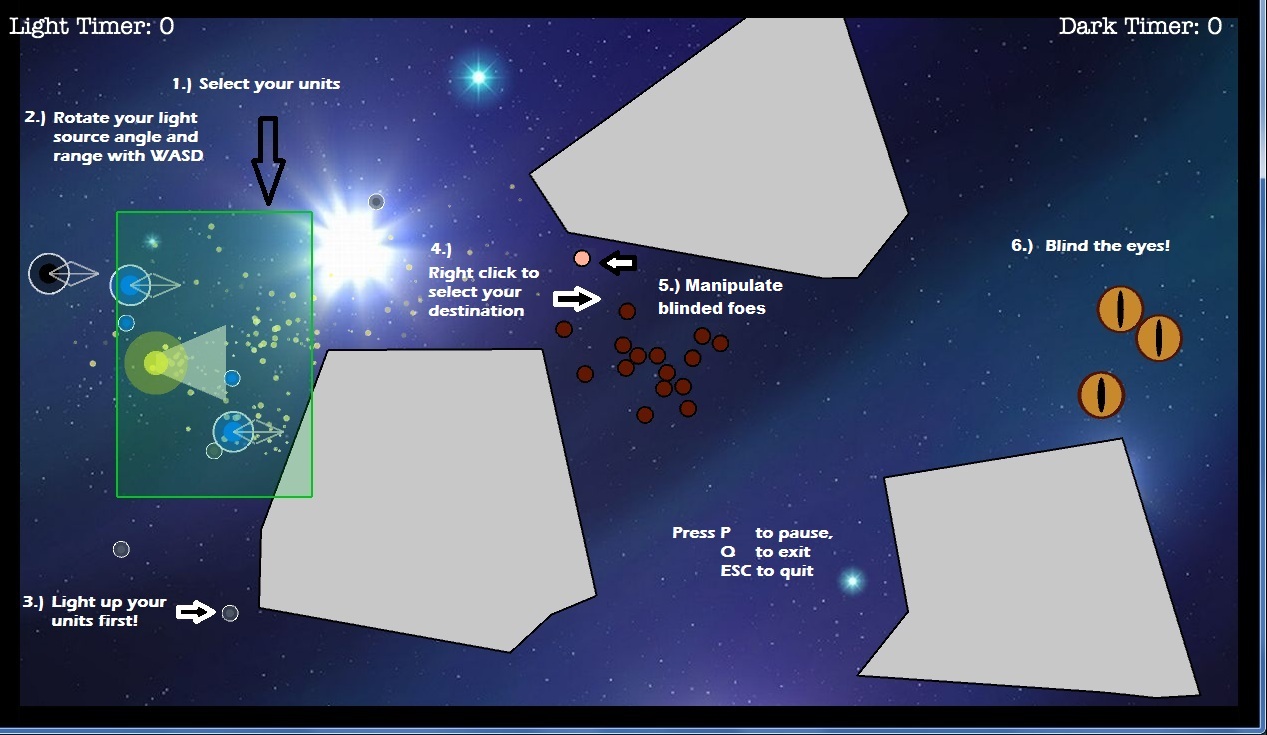 Light Timer: 0
Dark Timer: 0
1.) Select your units
2.) Rotate your light
source angle and
range with WASD
4.)
Right click to
select your
destination
5.) Manipulate
blinded foes
6.) Blind the eyes!
Press P to pause,
Q to exit
ESC to quit
3.) Light up your
units first!